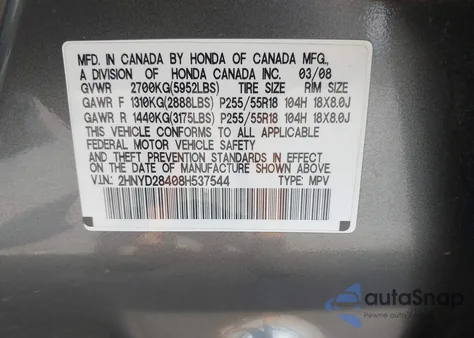 MFD. IN CANADA BY HONDA OF CANADA MFG.,
A DIVISION OF HONDA CANADA INC. 03/08
GVWR 2700KG(5952LBS) TIRE SIZE RIM SIZE
GAWR F 1310KG(2888LBS) P255/55R18 104H 18X8.0J
GAWR R 1440KG(3175LBS) P255/55R18 104H 18X8.0J
THIS VEHICLE CONFORMS TO ALL APPLICABLE
FEDERAL MOTOR VEHICLE SAFETY
AND THEFT PREVENTION STANDARDS IN EFFECT
ON THE DATE OF MANUFACTURE SHOWN ABOVE.
V.I.N.: 2HNYD28408H537544 TYPE: MPV
autoSnap
Pewne auto z USA